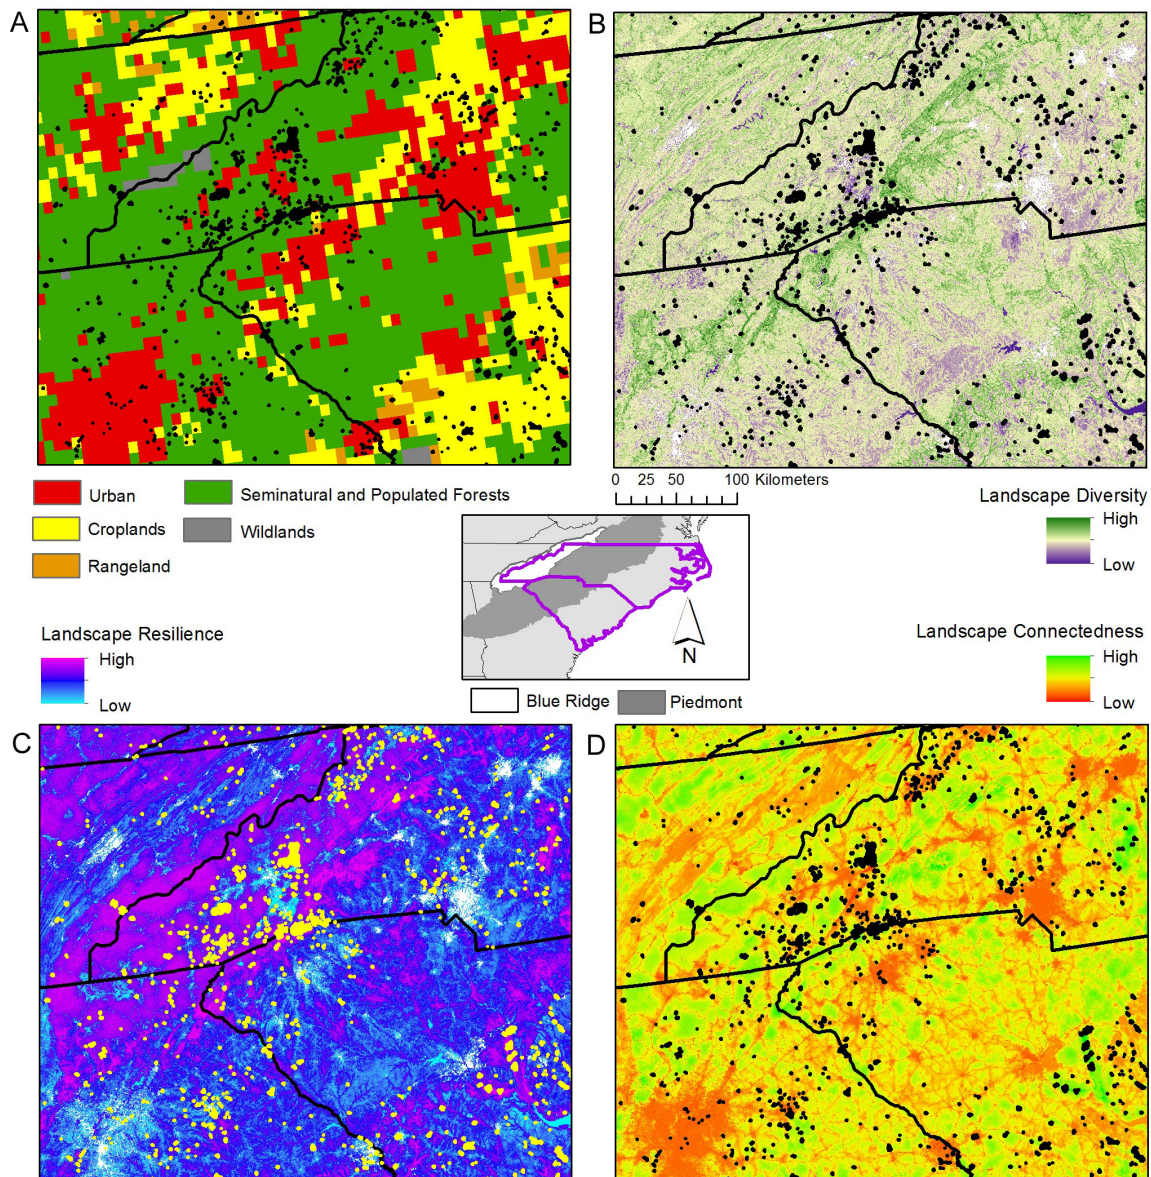 A
B
Urban
Seminatural and Populated Forests
Croplands
Wildlands
Rangeland
0 25 50 100 Kilometers
Landscape Diversity
High
Low
Landscape Resilience
High
Low
N
Landscape Connectedness
High
Low
Blue Ridge
Piedmont
C
D